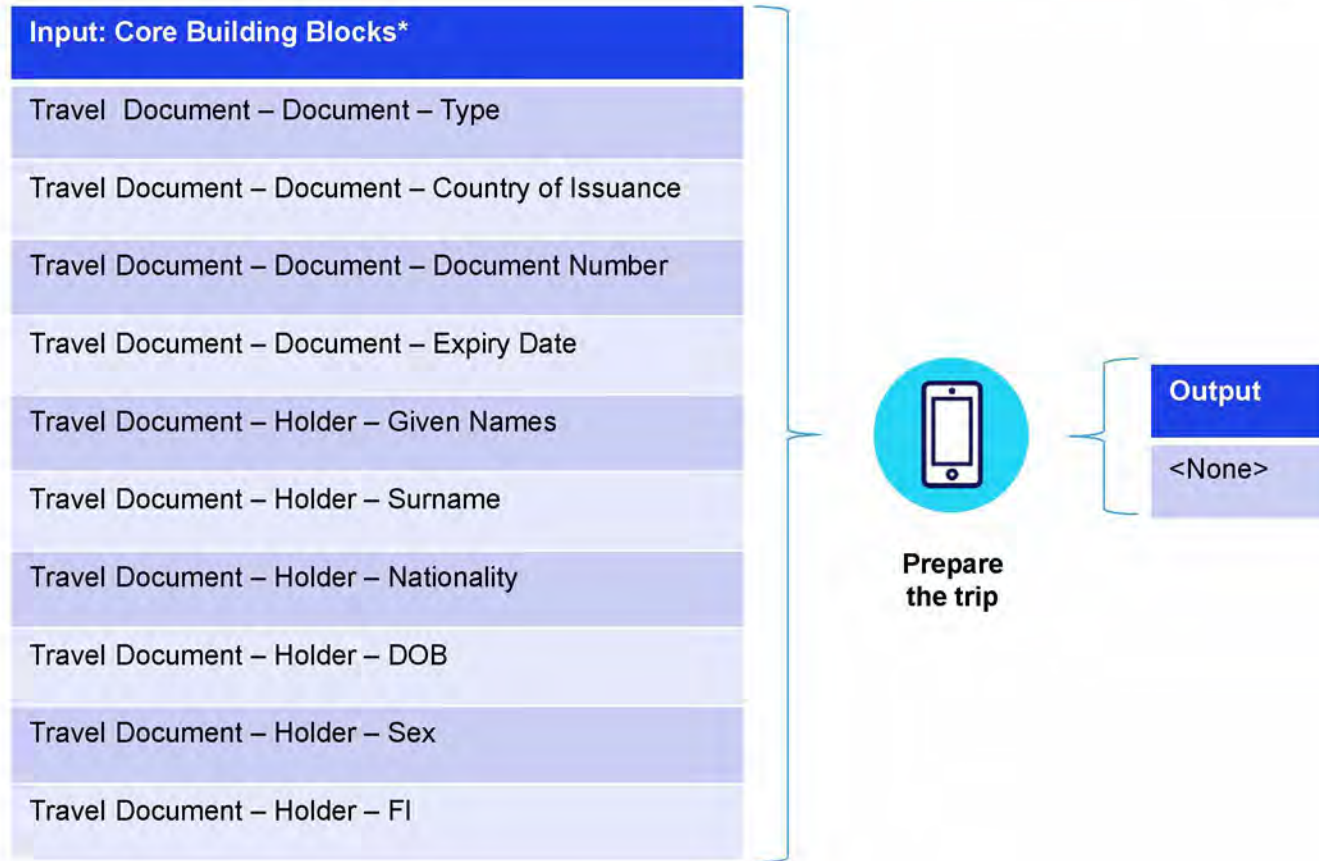 Input: Core Building Blocks*
Travel Document – Document – Type
Travel Document – Document – Country of Issuance
Travel Document – Document – Document Number
Travel Document – Document – Expiry Date
Travel Document – Holder – Given Names
Travel Document – Holder – Surname
Travel Document – Holder – Nationality
Travel Document – Holder – DOB
Travel Document – Holder – Sex
Travel Document – Holder – FI
Prepare
the trip
Output
<None>